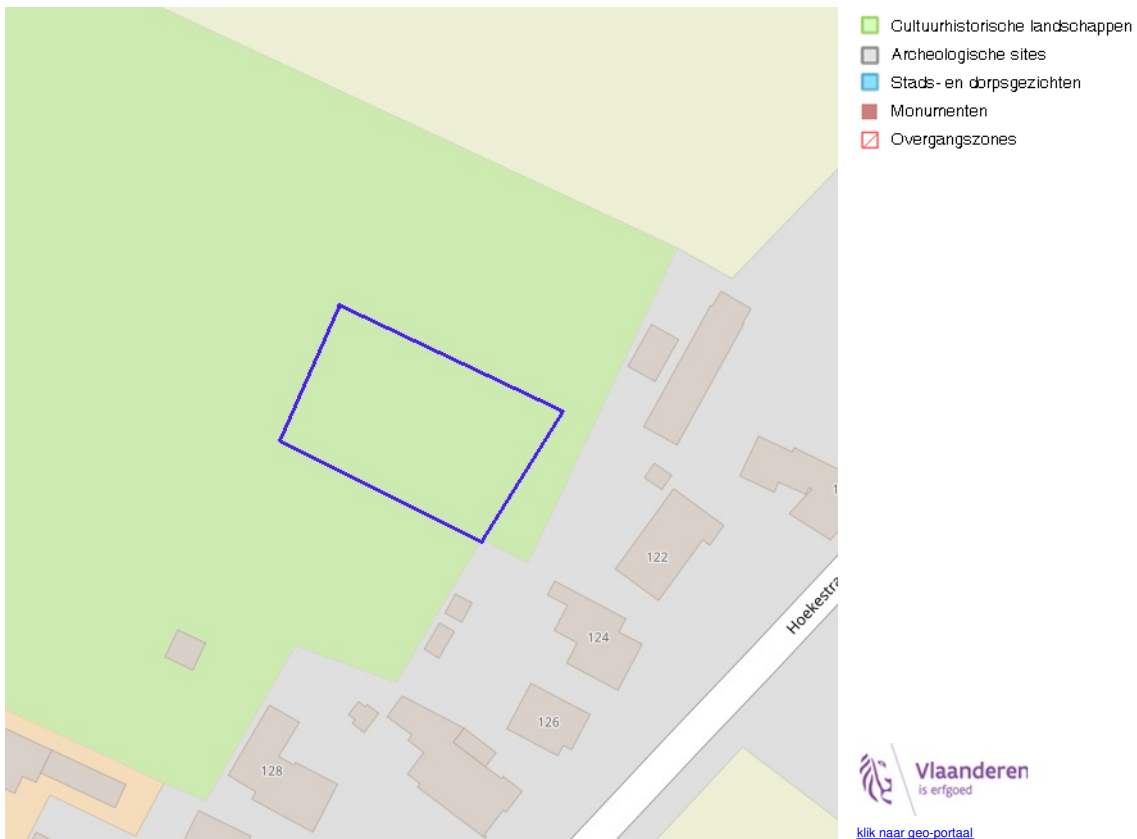 Cultuurhistorische landschappen
Archeologische sites
Stads- en dorpsgezichten
Monumenten
Overgangszones
1
122
Hoekestra
124
126
128
Vlaanderen
is erfgoed
klik naar geo-portaal